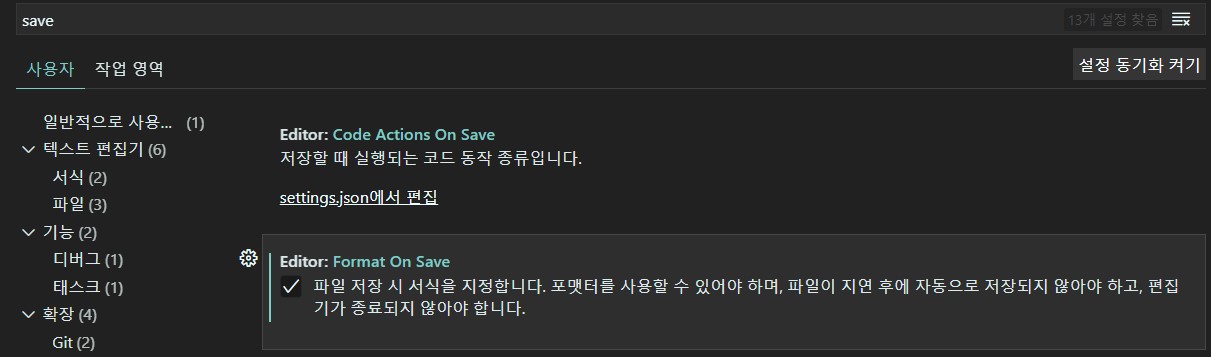 save
13개 설정 찾음
사용자 작업 영역
설정 동기화 켜기
일반적으로 사용... (1)
텍스트 편집기 (6)
서식 (2)
파일 (3)
기능 (2)
디버그 (1)
태스크 (1)
확장 (4)
Git (2)
Editor: Code Actions On Save
저장할 때 실행되는 코드 동작 종류입니다.
settings.json에서 편집
Editor: Format On Save
파일 저장 시 서식을 지정합니다. 포맷터를 사용할 수 있어야 하며, 파일이 지연 후에 자동으로 저장되지 않아야 하고, 편집
기가 종료되지 않아야 합니다.